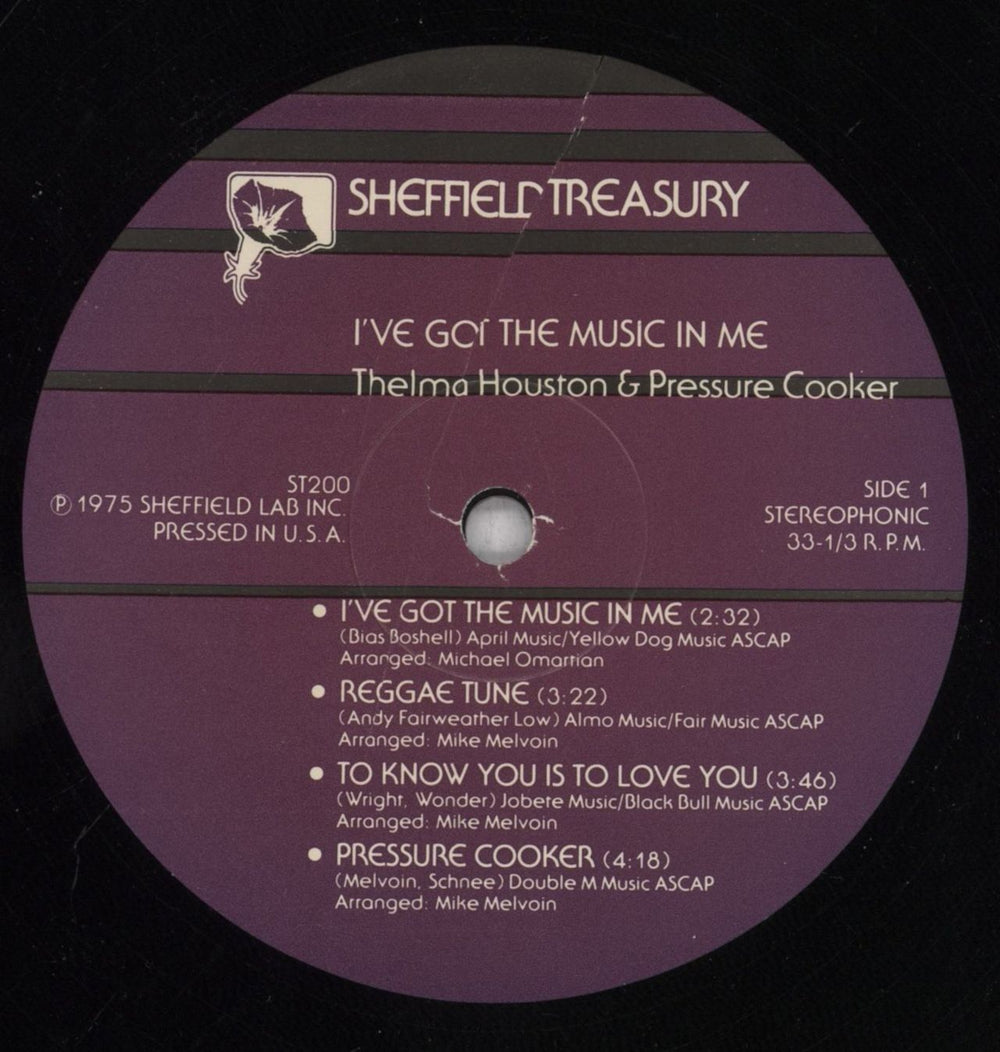 SHEFFIELD TREASURY
I'VE GOT THE MUSIC IN ME
Thelma Houston & Pressure Cooker
ST200
℗ 1975 SHEFFIELD LAB INC.
PRESSED IN U.S.A.
SIDE 1
STEREOPHONIC
33-1/3 R.P.M.
• I'VE GOT THE MUSIC IN ME (2:32)
(Bias Boshell) April Music/Yellow Dog Music ASCAP
Arranged: Michael Omartian
• REGGAE TUNE (3:22)
(Andy Fairweather Low) Almo Music/Fair Music ASCAP
Arranged: Mike Melvoin
• TO KNOW YOU IS TO LOVE YOU (3:46)
(Wright, Wonder) Jobete Music/Black Bull Music ASCAP
Arranged: Mike Melvoin
• PRESSURE COOKER (4:18)
(Melvoin, Schnee) Double M Music ASCAP
Arranged: Mike Melvoin